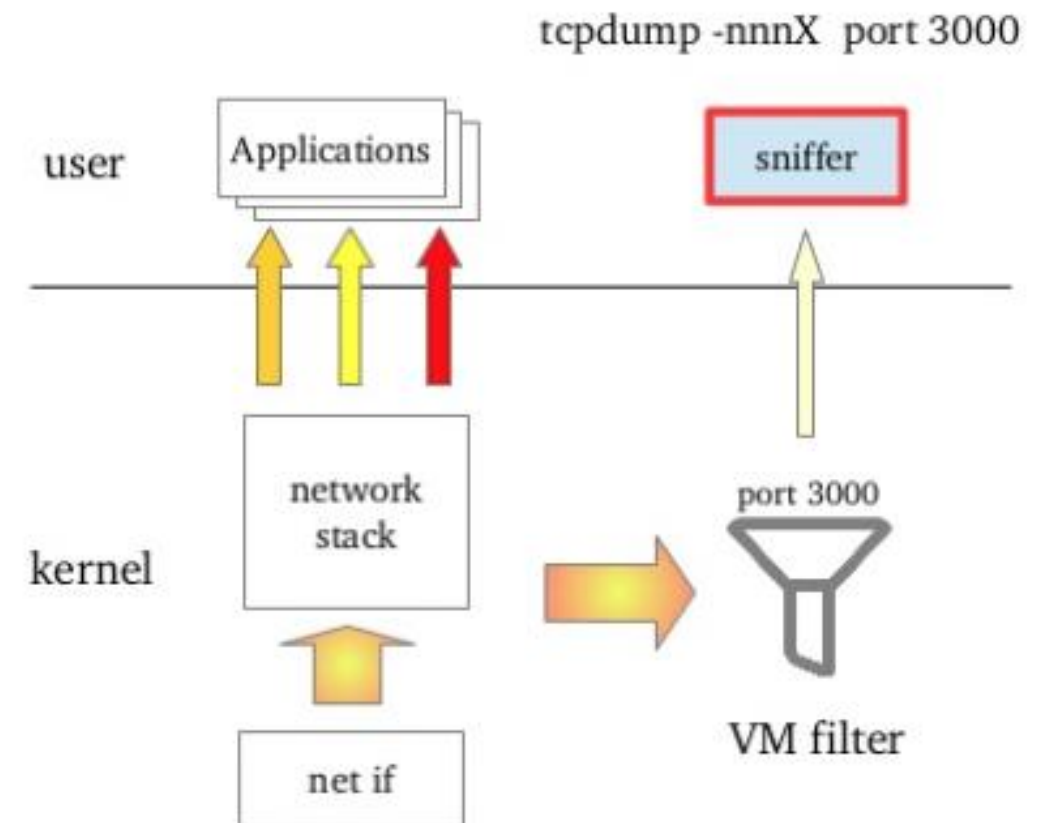 tcpdump -nnnX port 3000
user
Applications
sniffer
network
stack
port 3000
kernel
VM filter
net if